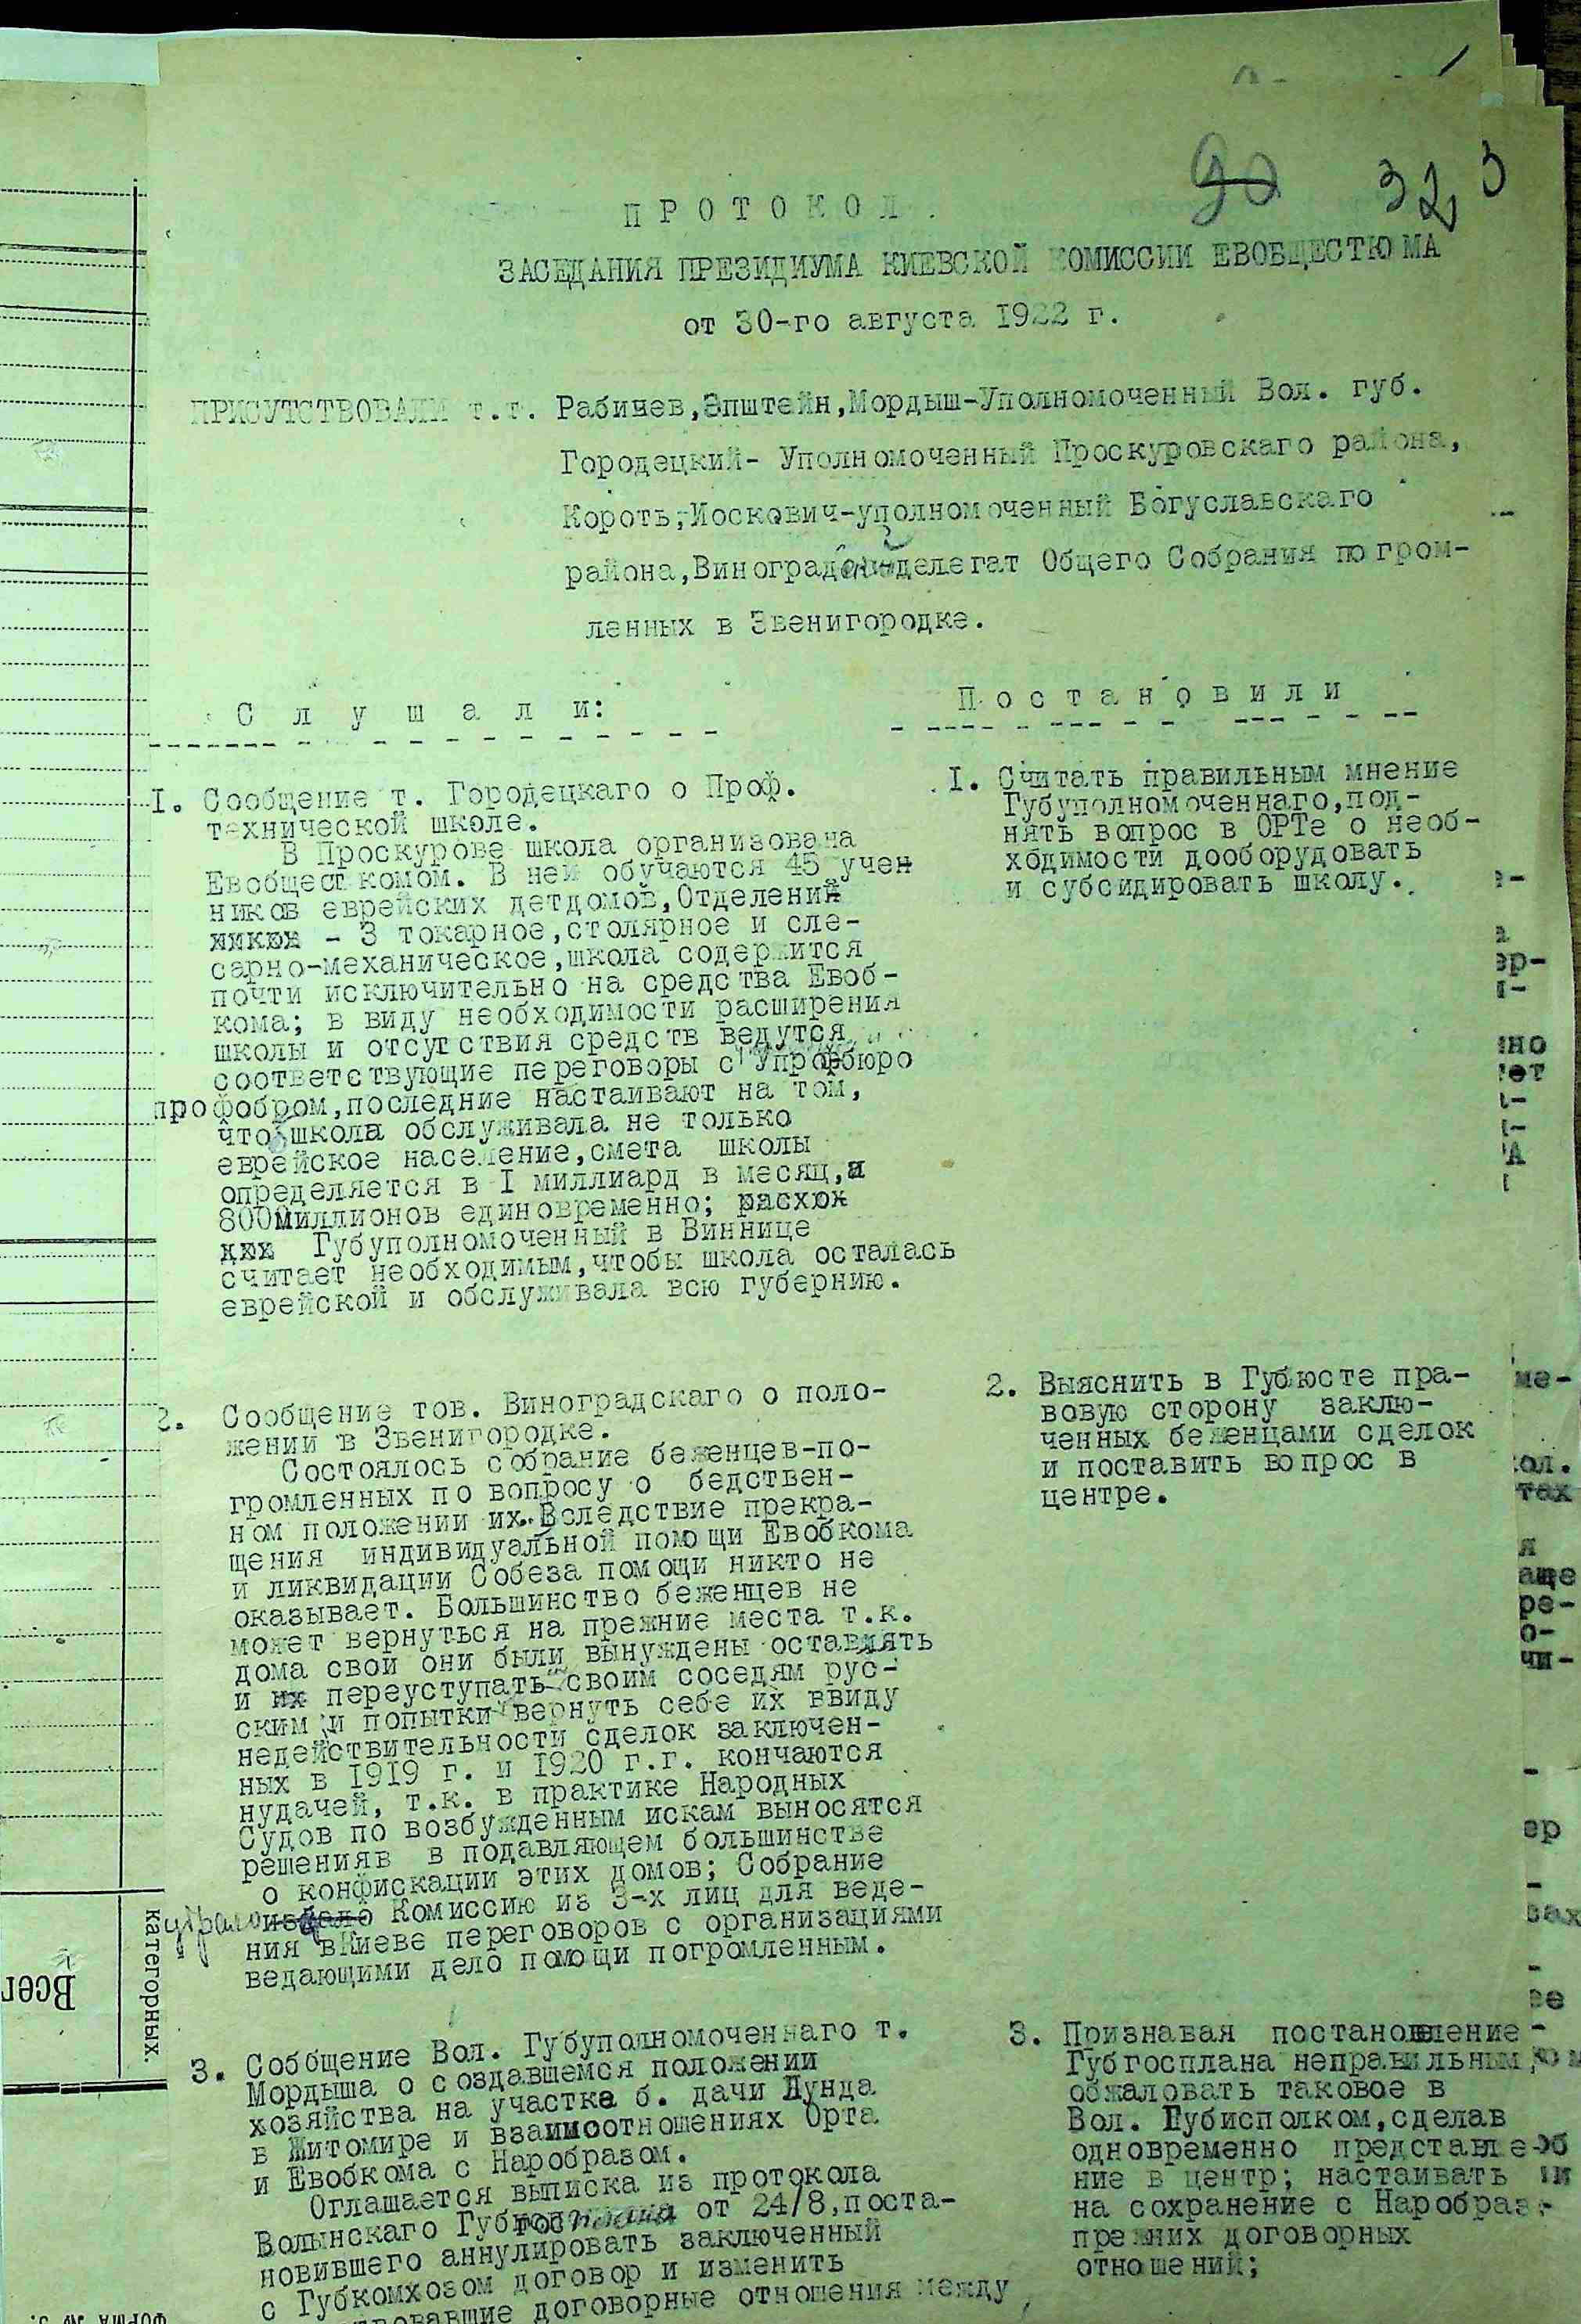 32
П Р О Т О К О Л .
ЗАСЕДАНИЯ ПРЕЗИДИУМА КИЕВСКОЙ КОМИССИИ ЕВОБЩЕСТКОМА
от 30-го августа 1922 г.
ПРИСУТСТВОВАЛИ т.т. Рабичев,Эпштейн,Мордыш-Уполномоченный Вол. губ.
Городецкий- Уполномоченный Проскуровскаго района,
Короть,Иоскович-уполномоченный Богуславскаго
района,Виноградский делегат Общего Собрания погром-
ленных в Звенигородке.
С л у ш а л и:
1. Сообщение т. Городецкаго о Проф.
технической школе.
В Проскурове школа организована
Евобщесткомом. В ней обучаются 45 учен
ников еврейских детдомов,Отделений
- 3 токарное,столярное и сле-
сарно-механическое,школа содержится
почти исключительно на средства Евоб-
кома; в виду необходимости расширения
школы и отсутствия средств ведутся
соответствующие переговоры с Упрофбюро
профобром,последние настаивают на том,
чтоб школа обслуживала не только
еврейское население,смета школы
определяется в I миллиард в месяц,и
800миллионов единовременно;
Губуполномоченный в Виннице
считает необходимым,чтобы школа осталась
еврейской и обслуживала всю губернию.
2. Сообщение тов. Виноградскаго о поло-
жении в Звенигородке.
Состоялось собрание беженцев-по-
громленных по вопросу о бедствен-
ном положении их. Вследствие прекра-
щения индивидуальной помощи Евобкома
и ликвидации Собеза помощи никто не
оказывает. Большинство беженцев не
может вернуться на прежние места т.к.
дома свои они были вынуждены оставлять
и переуступать своим соседям рус-
ским и попытки вернуть себе их ввиду
недействительности сделок заключен-
ных в 1919 г. и 1920 г.г. кончаются
нудачей, т.к. в практике Народных
Судов по возбужденным искам выносятся
решенияв в подавляющем большинстве
о конфискации этих домов; Собрание
Комиссию из 3-х лиц для веде-
ния вКиеве переговоров с организациями
ведающими дело помощи погромленным.
3. Сообщение Вол. Губуполномоченнаго т.
Мордыша о создавшемся положении
хозяйства на участке б. дачи Лунда
в Житомире и взаимоотношениях Орта
и Евобкома с Наробразом.
Оглашается выписка из протокола
Волынскаго Губгосплана от 24/8,поста-
новившего аннулировать заключенный
с Губкомхозом договор и изменить
договорные отношения между
П о с т а н о в и л и
1. Считать правильным мнение
Губуполномоченнаго,под-
нять вопрос в ОРТе о необ-
ходимости дооборудовать
и субсидировать школу.
2. Выяснить в Губюсте пра-
вовую сторону заклю-
ченных беженцами сделок
и поставить вопрос в
центре.
3. Признавая постановление
Губгосплана неправильным,
обжаловать таковое в
Вол. Губисполком,сделав
одновременно представле-
ние в центр; настаивать
на сохранение с Наробраз-
прежних договорных
отношений;
категорных.
Всег